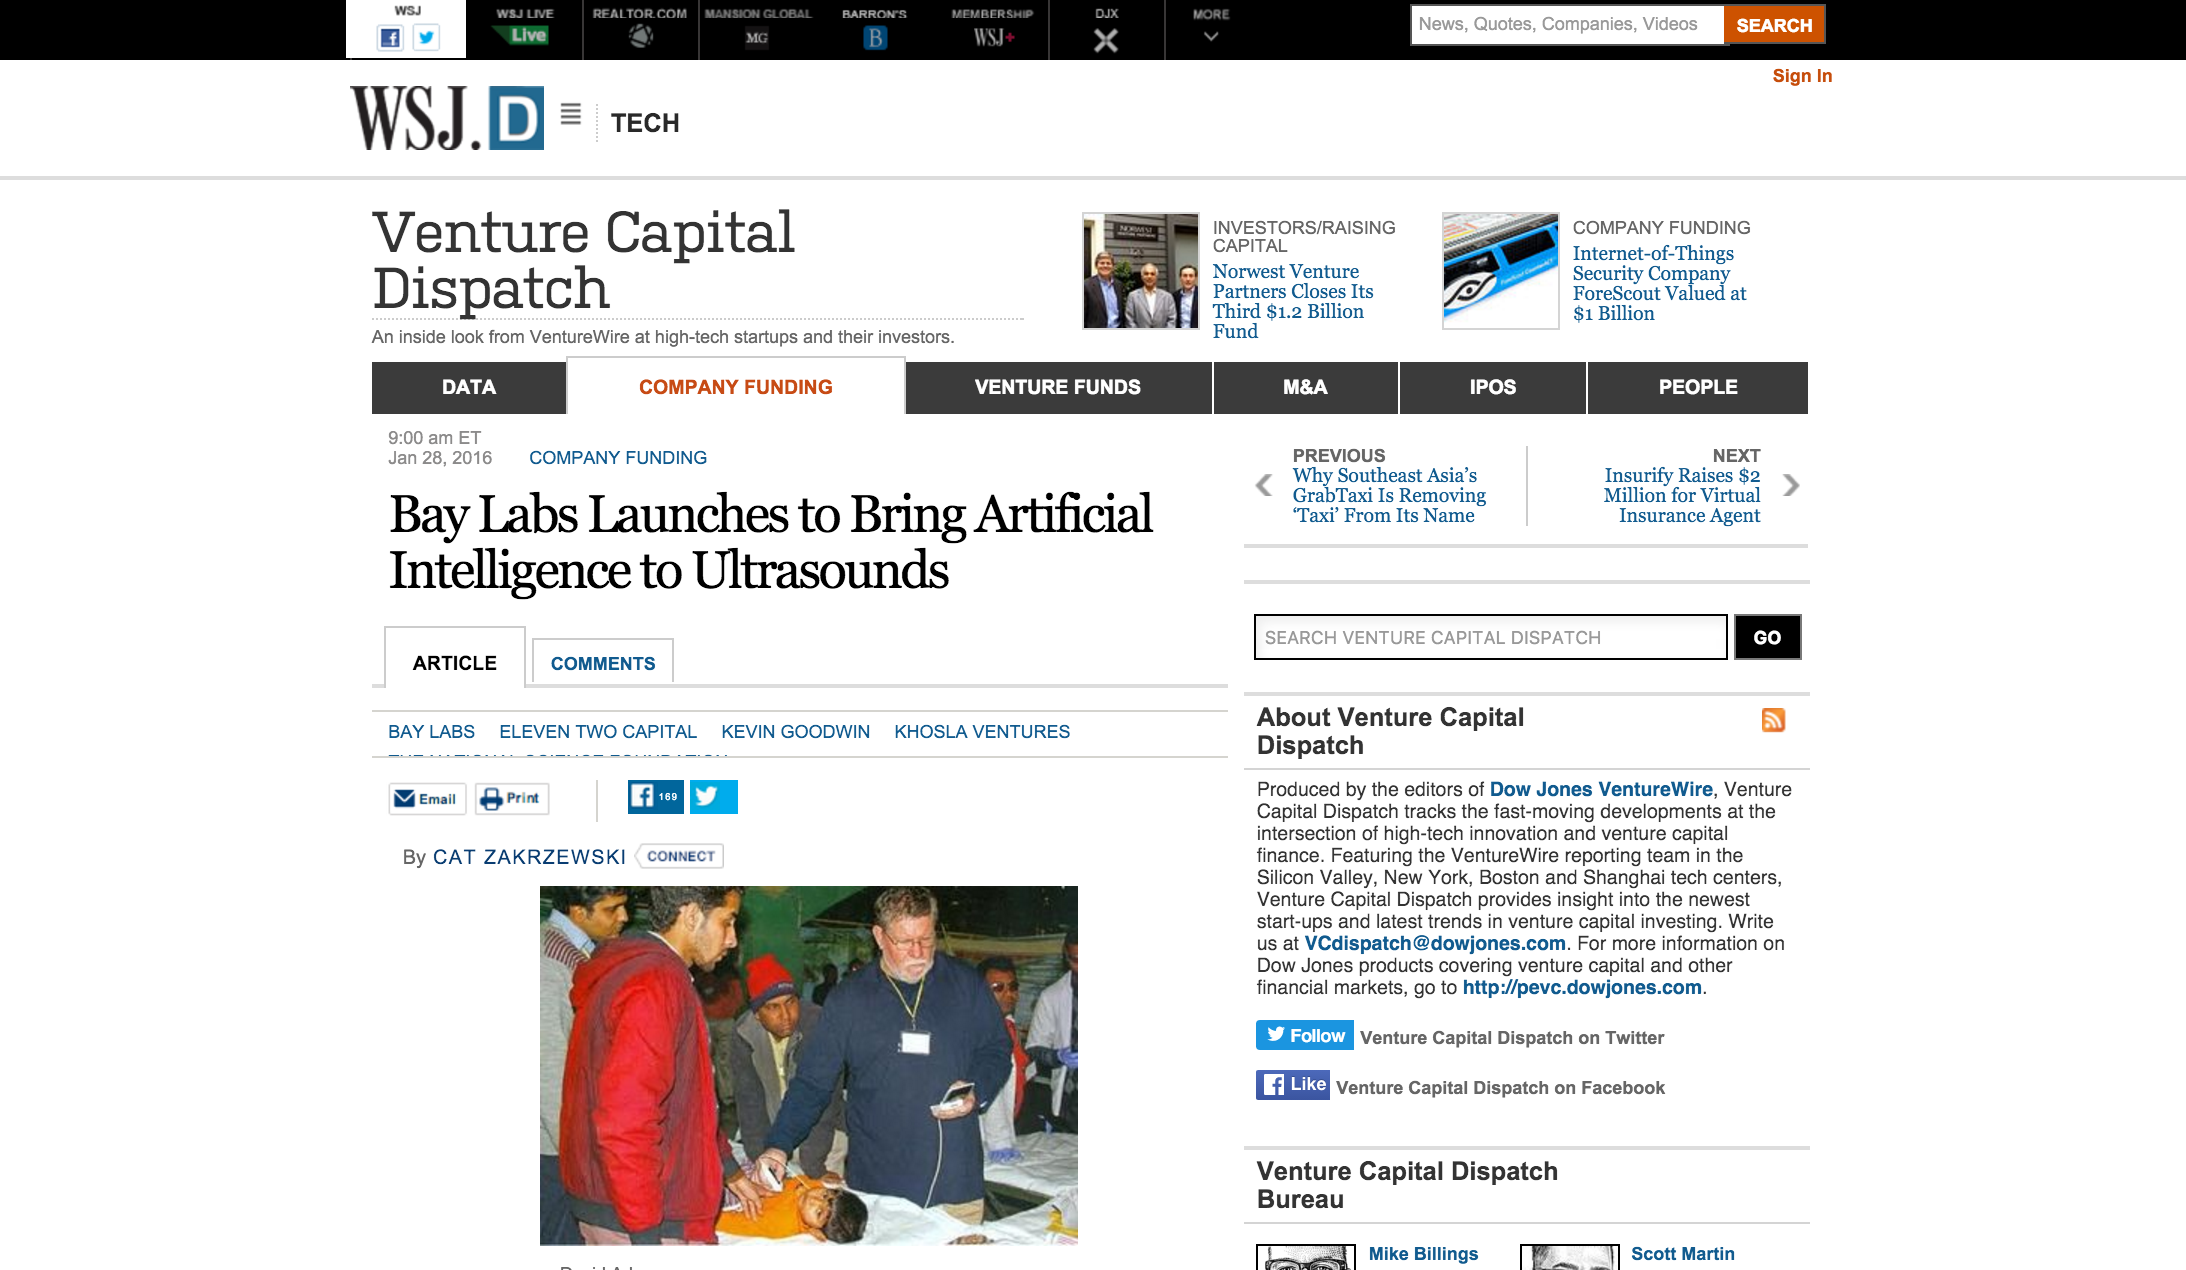 WSJ
WSJ LIVE
Live
REALTOR.COM
MANSION GLOBAL
MG
BARRON'S
B
MEMBERSHIP
WSJ+
DJX
MORE
News, Quotes, Companies, Videos
SEARCH
Sign In
WSJ.D
TECH
Venture Capital
Dispatch
An inside look from VentureWire at high-tech startups and their investors.
NORWEST
INVESTORS/RAISING
CAPITAL
Norwest Venture
Partners Closes Its
Third $1.2 Billion
Fund
COMPANY FUNDING
Internet-of-Things
Security Company
ForeScout Valued at
$1 Billion
DATA
COMPANY FUNDING
VENTURE FUNDS
M&A
IPOS
PEOPLE
9:00 am ET
Jan 28, 2016
COMPANY FUNDING
Bay Labs Launches to Bring Artificial
Intelligence to Ultrasounds
PREVIOUS
Why Southeast Asia's
GrabTaxi Is Removing
'Taxi' From Its Name
NEXT
Insurify Raises $2
Million for Virtual
Insurance Agent
ARTICLE
COMMENTS
SEARCH VENTURE CAPITAL DISPATCH
GO
BAY LABS ELEVEN TWO CAPITAL KEVIN GOODWIN KHOSLA VENTURES
THE NATIONAL SCIENCE FOUNDATION
Email
Print
169
By CAT ZAKRZEWSKI
CONNECT
About Venture Capital
Dispatch
Produced by the editors of Dow Jones VentureWire, Venture
Capital Dispatch tracks the fast-moving developments at the
intersection of high-tech innovation and venture capital
finance. Featuring the VentureWire reporting team in the
Silicon Valley, New York, Boston and Shanghai tech centers,
Venture Capital Dispatch provides insight into the newest
start-ups and latest trends in venture capital investing. Write
us at VCdispatch@dowjones.com. For more information on
Dow Jones products covering venture capital and other
financial markets, go to http://pevc.dowjones.com.
Follow
Venture Capital Dispatch on Twitter
Like
Venture Capital Dispatch on Facebook
Venture Capital Dispatch
Bureau
Mike Billings
Scott Martin